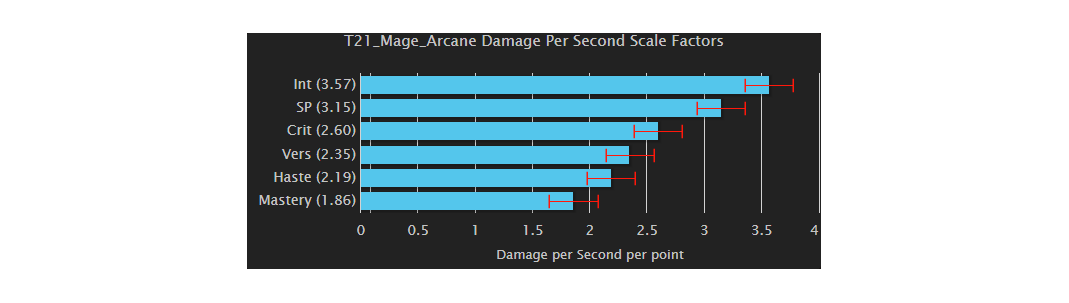 T21_Mage_Arcane Damage Per Second Scale Factors
Int (3.57)
SP (3.15)
Crit (2.60)
Vers (2.35)
Haste (2.19)
Mastery (1.86)
0 0.5 1 1.5 2 2.5 3 3.5 4
Damage per Second per point